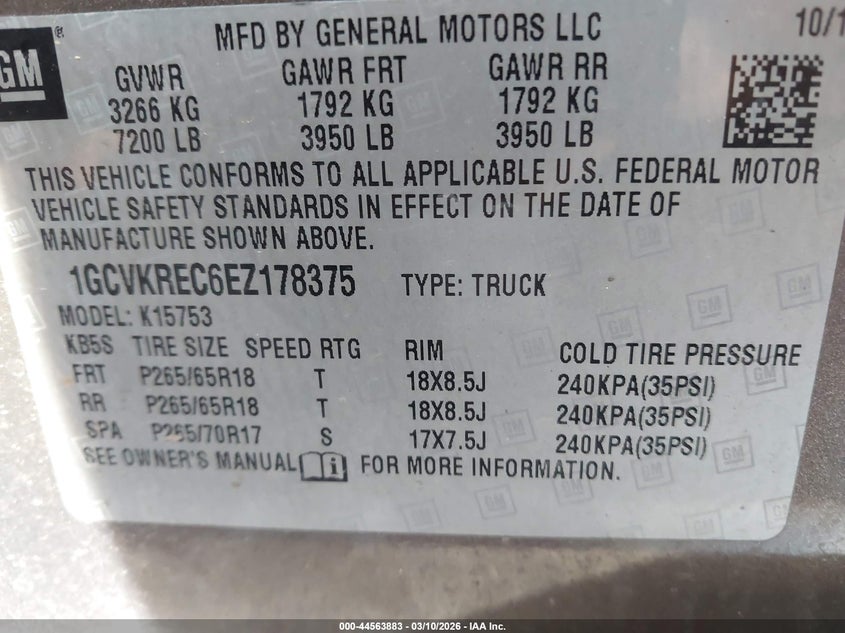 MFD BY GENERAL MOTORS LLC 10/1
GM®
GVWR GAWR FRT GAWR RR
3266 KG 1792 KG 1792 KG
7200 LB 3950 LB 3950 LB
THIS VEHICLE CONFORMS TO ALL APPLICABLE U.S. FEDERAL MOTOR
VEHICLE SAFETY STANDARDS IN EFFECT ON THE DATE OF
MANUFACTURE SHOWN ABOVE.
1GCVKREC6EZ178375 TYPE: TRUCK
MODEL: K15753
KB5S TIRE SIZE SPEED RTG RIM COLD TIRE PRESSURE
FRT P265/65R18 T 18X8.5J 240KPA(35PSI)
RR P265/65R18 T 18X8.5J 240KPA(35PSI)
SPA P265/70R17 S 17X7.5J 240KPA(35PSI)
SEE OWNER'S MANUAL i FOR MORE INFORMATION.
000-44563883 — 03/10/2026 — IAA Inc.